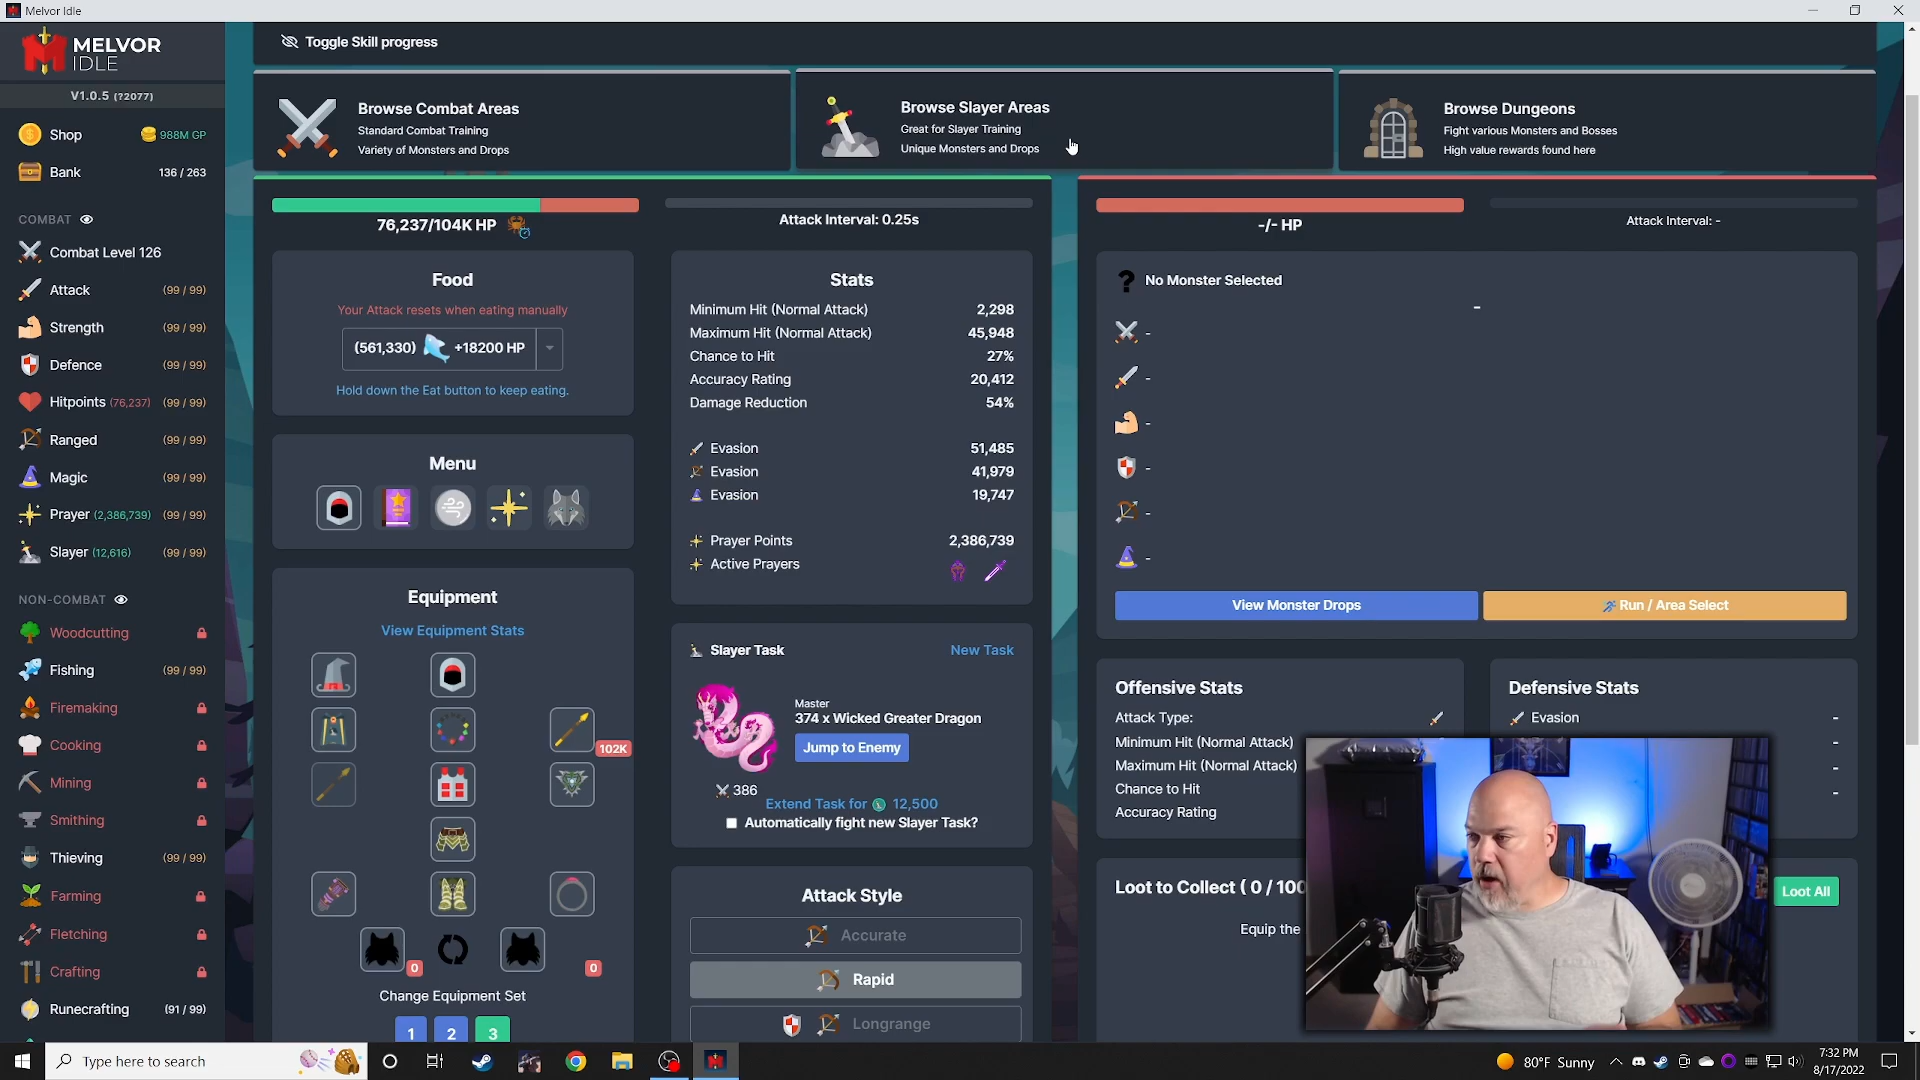 Melvor Idle
MELVOR
IDLE
V1.0.5 (?2077)
Shop 988M GP
Bank 136 / 263
COMBAT
Combat Level 126
Attack (99 / 99)
Strength (99 / 99)
Defence (99 / 99)
Hitpoints (76,237) (99 / 99)
Ranged (99 / 99)
Magic (99 / 99)
Prayer (2,386,739) (99 / 99)
Slayer (12,616) (99 / 99)
NON-COMBAT
Woodcutting
Fishing (99 / 99)
Firemaking
Cooking
Mining
Smithing
Thieving (99 / 99)
Farming
Fletching
Crafting
Runecrafting (91 / 99)
Toggle Skill progress
Browse Combat Areas
Standard Combat Training
Variety of Monsters and Drops
Browse Slayer Areas
Great for Slayer Training
Unique Monsters and Drops
Browse Dungeons
Fight various Monsters and Bosses
High value rewards found here
76,237/104K HP
Food
Your Attack resets when eating manually
(561,330) +18200 HP
Hold down the Eat button to keep eating.
Menu
Equipment
View Equipment Stats
102K
0
0
Change Equipment Set
1 2 3
Attack Interval: 0.25s
Stats
Minimum Hit (Normal Attack) 2,298
Maximum Hit (Normal Attack) 45,948
Chance to Hit 27%
Accuracy Rating 20,412
Damage Reduction 54%
Evasion 51,485
Evasion 41,979
Evasion 19,747
Prayer Points 2,386,739
Active Prayers
Slayer Task New Task
Master
374 x Wicked Greater Dragon
Jump to Enemy
386
Extend Task for 12,500
Automatically fight new Slayer Task?
Attack Style
Accurate
Rapid
Longrange
-/- HP
Attack Interval: -
? No Monster Selected
-
-
-
-
-
-
-
View Monster Drops
Run / Area Select
Offensive Stats
Attack Type:
Minimum Hit (Normal Attack)
Maximum Hit (Normal Attack)
Chance to Hit
Accuracy Rating
Defensive Stats
Evasion -
-
-
-
Loot to Collect ( 0 / 100
Loot All
Equip the
Type here to search
80°F Sunny
7:32 PM
8/17/2022